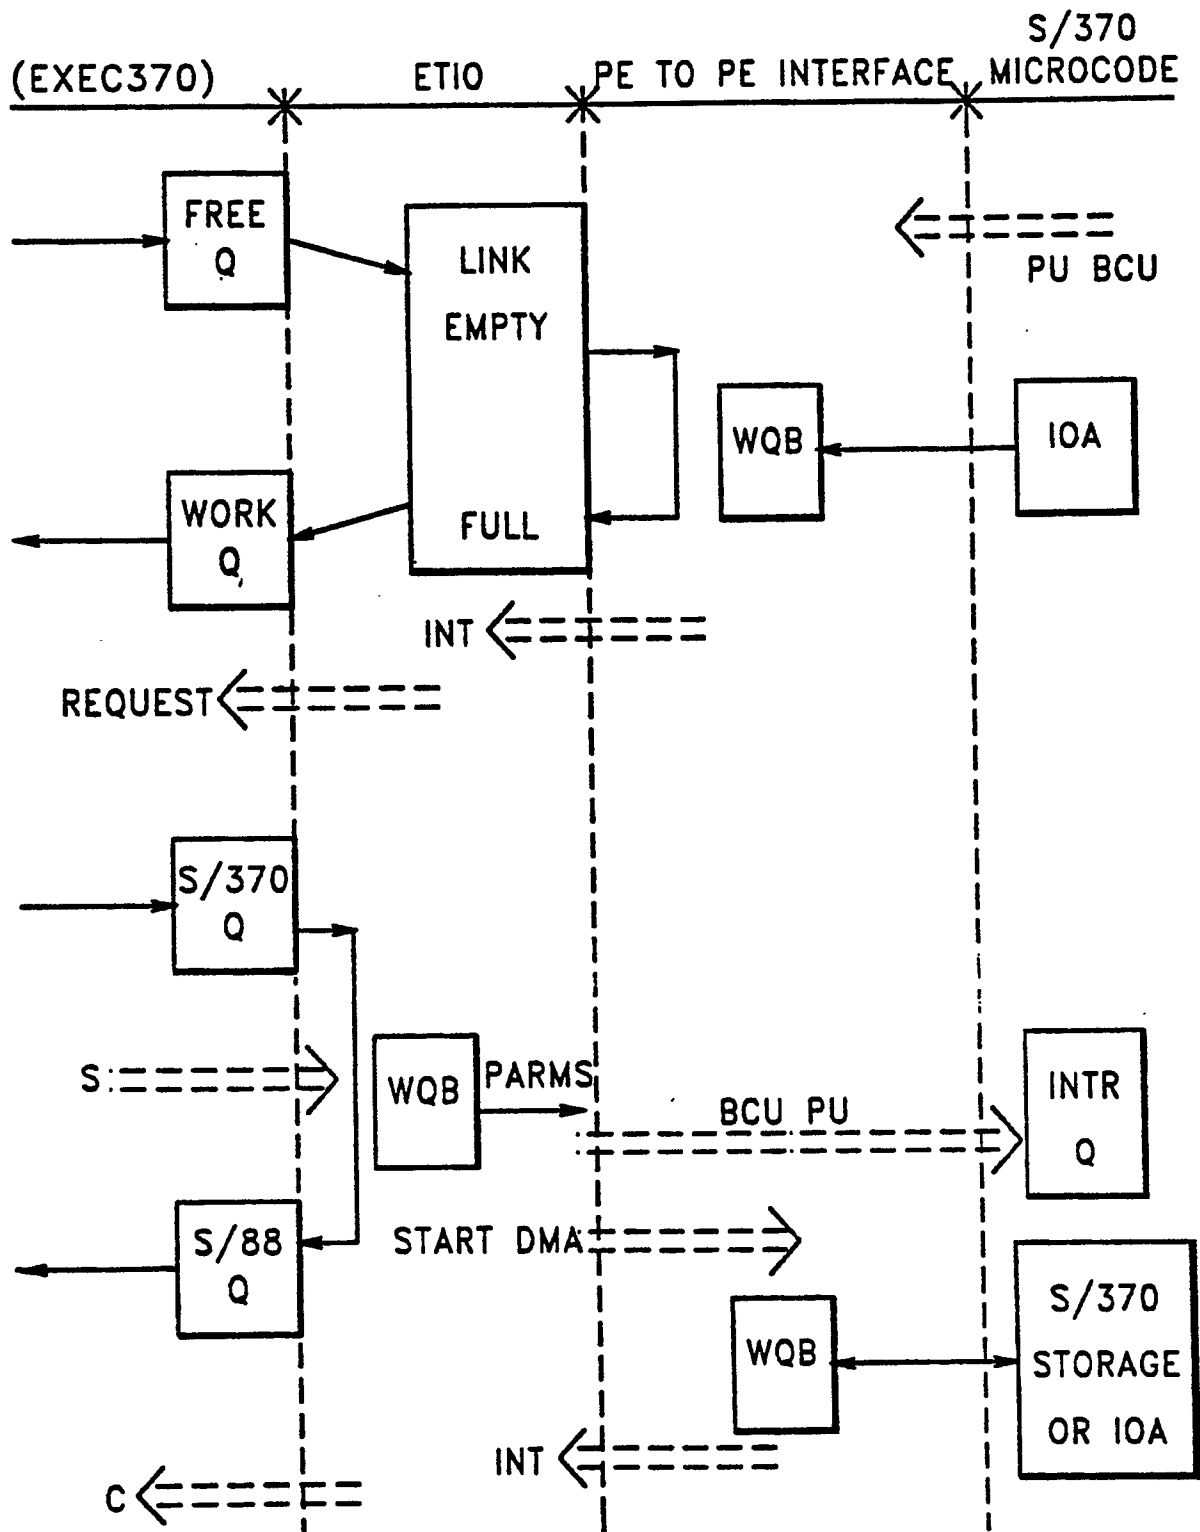 S/370
(EXEC370) ETIO PE TO PE INTERFACE MICROCODE
FREE
Q
LINK
EMPTY
FULL
PU BCU
WQB
IOA
WORK
Q
INT
REQUEST
S/370
Q
S
WQB
PARMS
BCU PU
INTR
Q
S/88
Q
START DMA
WQB
S/370
STORAGE
OR IOA
INT
C